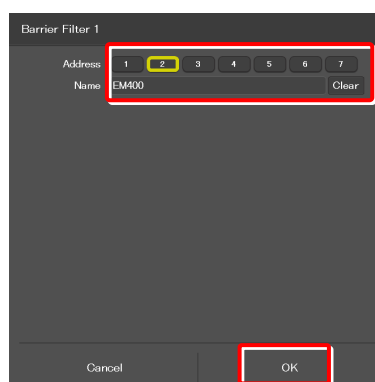 Barrier Filter 1
Address 1 2 3 4 5 6 7
Name EM400 Clear
Cancel OK